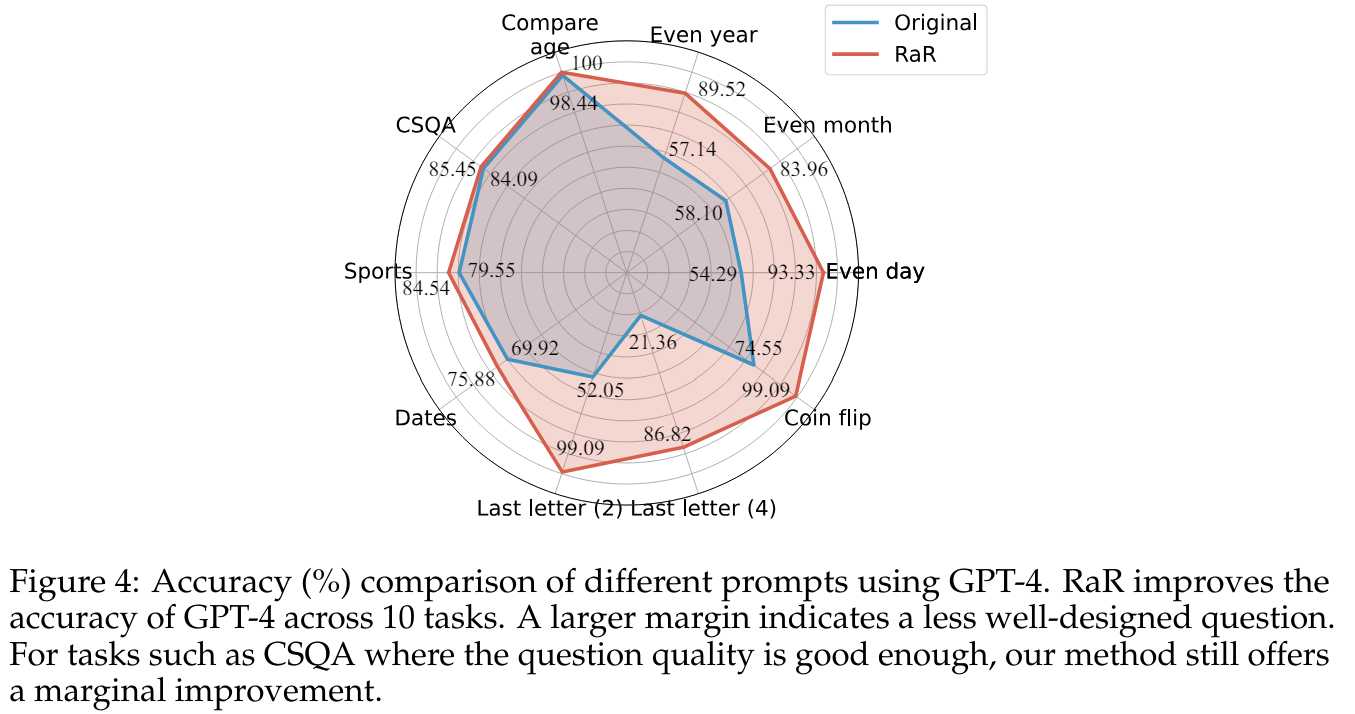 Compare
age
Even year
Original
RaR
100
98.44
89.52
CSQA
Even month
57.14
85.45
84.09
83.96
58.10
Sports
79.55
54.29
93.33
Even day
84.54
69.92
21.36
74.55
75.88
52.05
99.09
Dates
Coin flip
99.09
86.82
Last letter (2)
Last letter (4)
Figure 4: Accuracy (%) comparison of different prompts using GPT-4. RaR improves the
accuracy of GPT-4 across 10 tasks. A larger margin indicates a less well-designed question.
For tasks such as CSQA where the question quality is good enough, our method still offers
a marginal improvement.